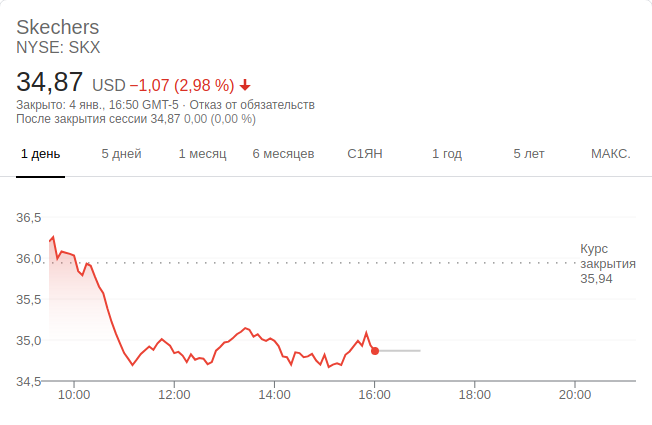 Skechers
NYSE: SKX
34,87 USD −1,07 (2,98 %)
Закрыто: 4 янв., 16:50 GMT-5 · Отказ от обязательств
После закрытия сессии 34,87 0,00 (0,00 %)
1 день 5 дней 1 месяц 6 месяцев С1ЯН 1 год 5 лет МАКС.
36,5
36,0
35,5
35,0
34,5
Курс
закрытия
35,94
10:00 12:00 14:00 16:00 18:00 20:00